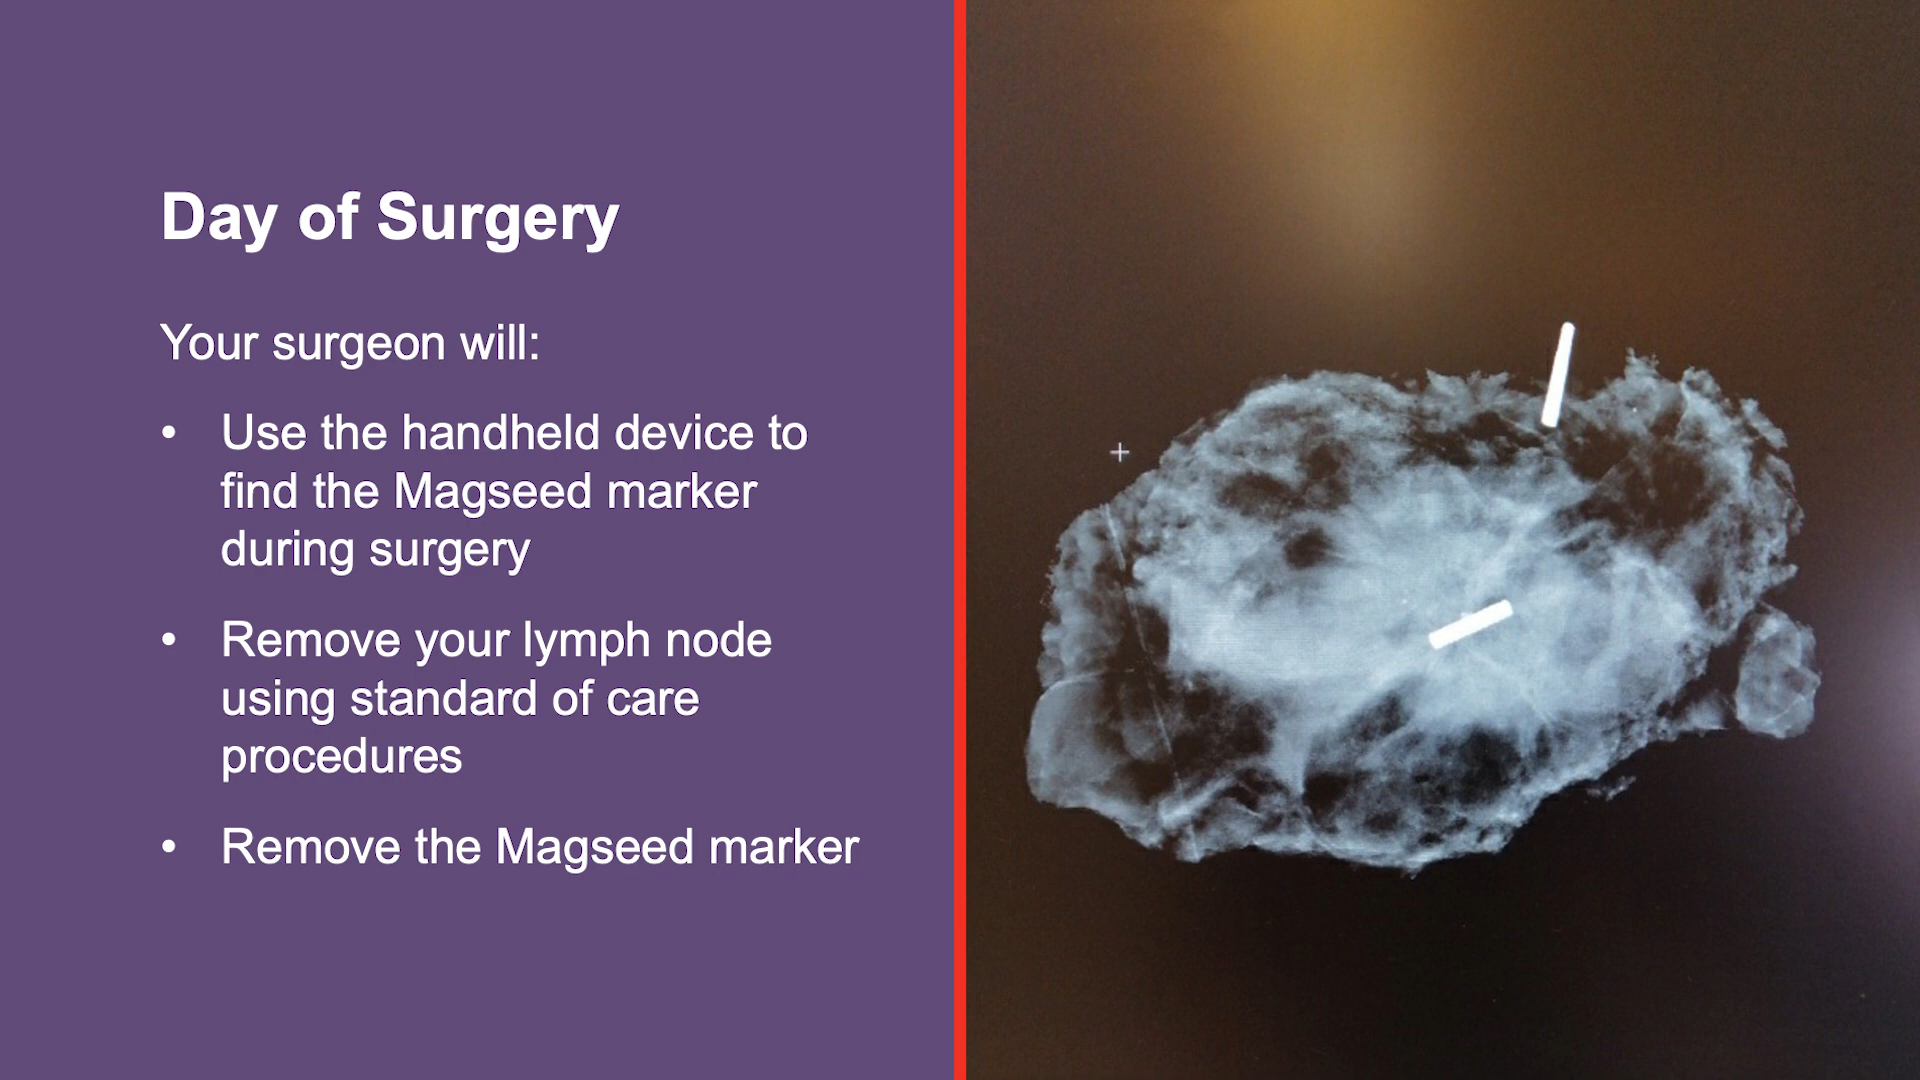 Day of Surgery
Your surgeon will:
• Use the handheld device to
find the Magseed marker
during surgery
• Remove your lymph node
using standard of care
procedures
• Remove the Magseed marker